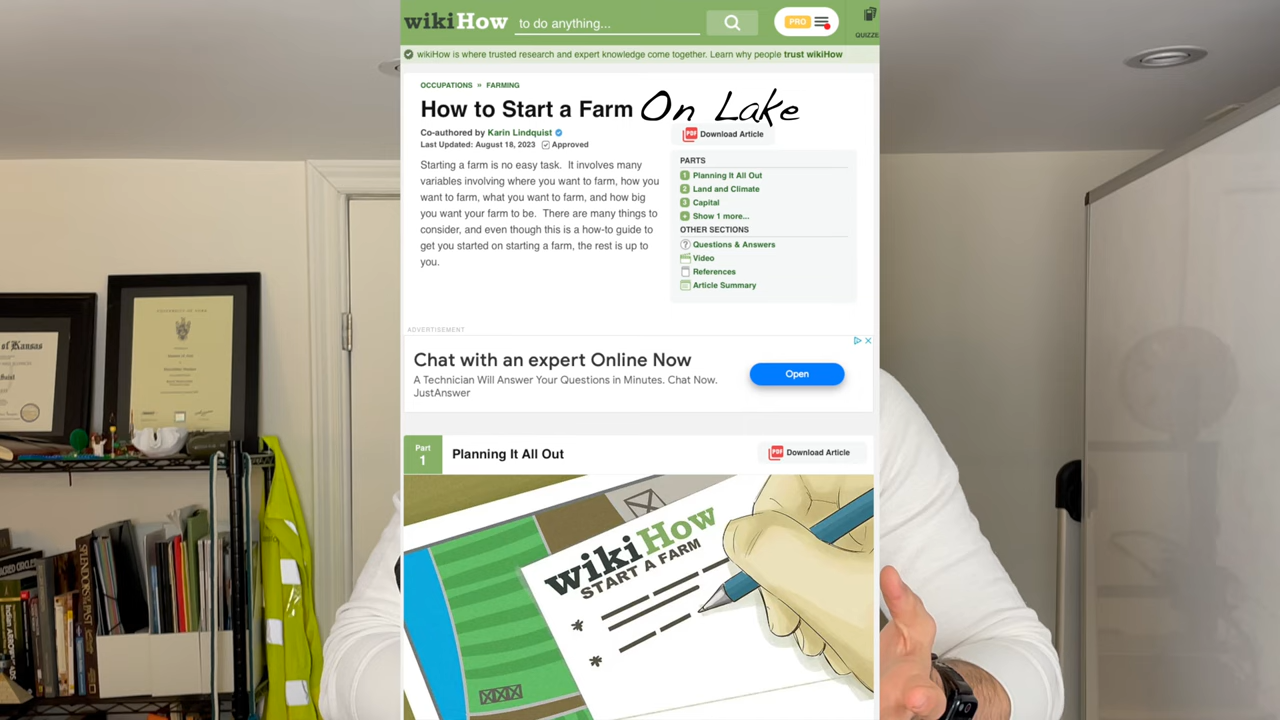 wikiHow to do anything... PRO
QUIZZE
wikiHow is where trusted research and expert knowledge come together. Learn why people trust wikiHow
OCCUPATIONS » FARMING
How to Start a Farm On Lake
Co-authored by Karin Lindquist
Last Updated: August 18, 2023 Approved
PDF Download Article
Starting a farm is no easy task. It involves many
variables involving where you want to farm, how you
want to farm, what you want to farm, and how big
you want your farm to be. There are many things to
consider, and even though this is a how-to guide to
get you started on starting a farm, the rest is up to
you.
PARTS
1 Planning It All Out
2 Land and Climate
3 Capital
+ Show 1 more...
OTHER SECTIONS
? Questions & Answers
Video
References
Article Summary
ADVERTISEMENT
Chat with an expert Online Now
A Technician Will Answer Your Questions in Minutes. Chat Now.
JustAnswer
Open
Part
1
Planning It All Out
PDF Download Article
wikiHow
START A FARM
of Kansas